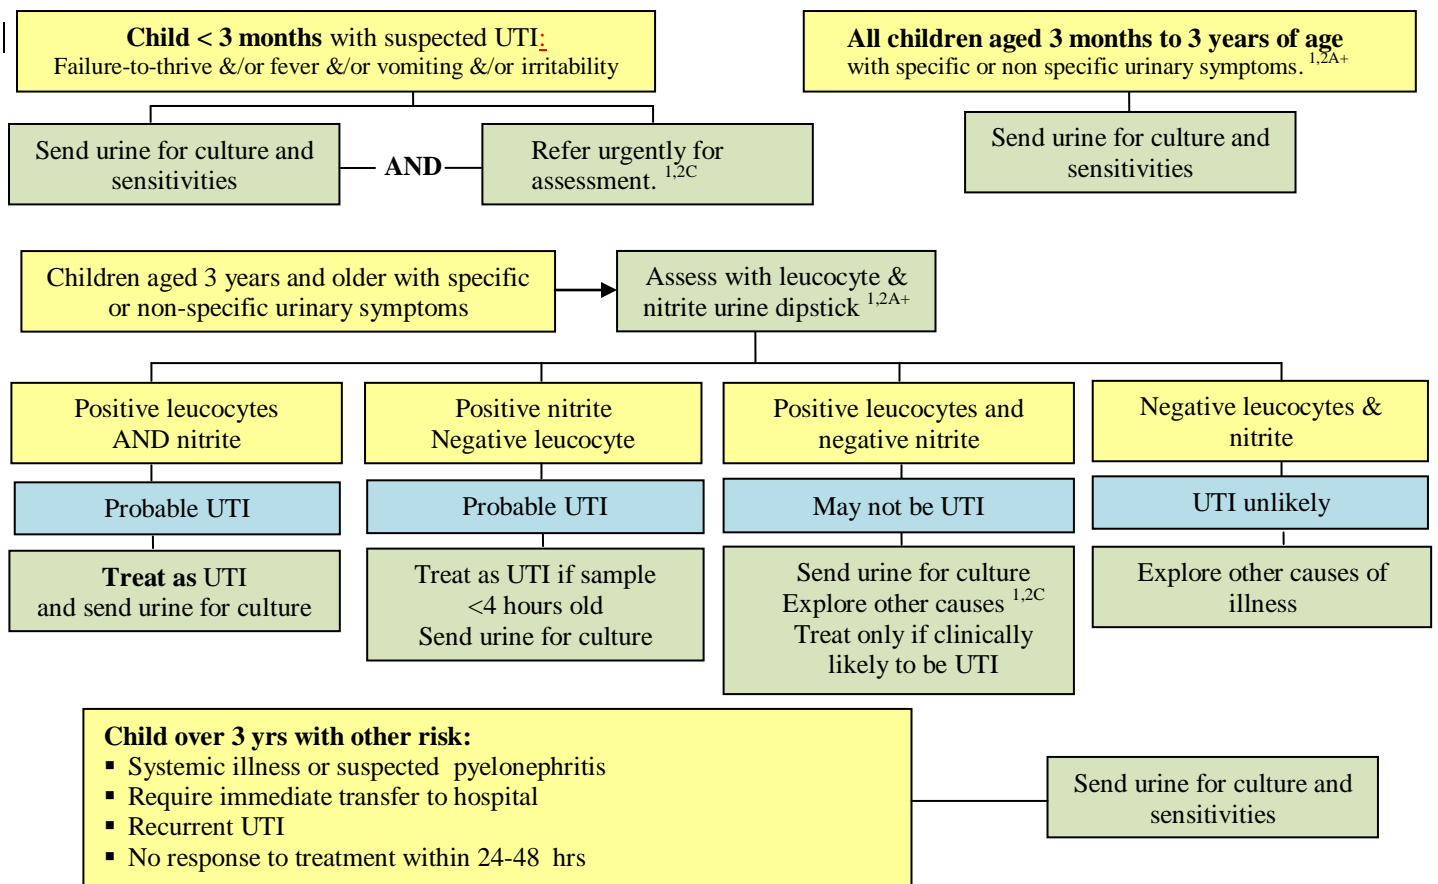 Child < 3 months with suspected UTI:
Failure-to-thrive &/or fever &/or vomiting &/or irritability
All children aged 3 months to 3 years of age
with specific or non specific urinary symptoms. 1,2A+
Send urine for culture and
sensitivities
AND
Refer urgently for
assessment. 1,2C
Send urine for culture and
sensitivities
Children aged 3 years and older with specific
or non-specific urinary symptoms
Assess with leucocyte &
nitrite urine dipstick 1,2A+
Positive leucocytes
AND nitrite
Positive nitrite
Negative leucocyte
Positive leucocytes and
negative nitrite
Negative leucocytes &
nitrite
Probable UTI
Probable UTI
May not be UTI
UTI unlikely
Treat as UTI
and send urine for culture
Treat as UTI if sample
<4 hours old
Send urine for culture
Send urine for culture
Explore other causes 1,2C
Treat only if clinically
likely to be UTI
Explore other causes of
illness
Child over 3 yrs with other risk:
▪ Systemic illness or suspected pyelonephritis
▪ Require immediate transfer to hospital
▪ Recurrent UTI
▪ No response to treatment within 24-48 hrs
Send urine for culture and
sensitivities